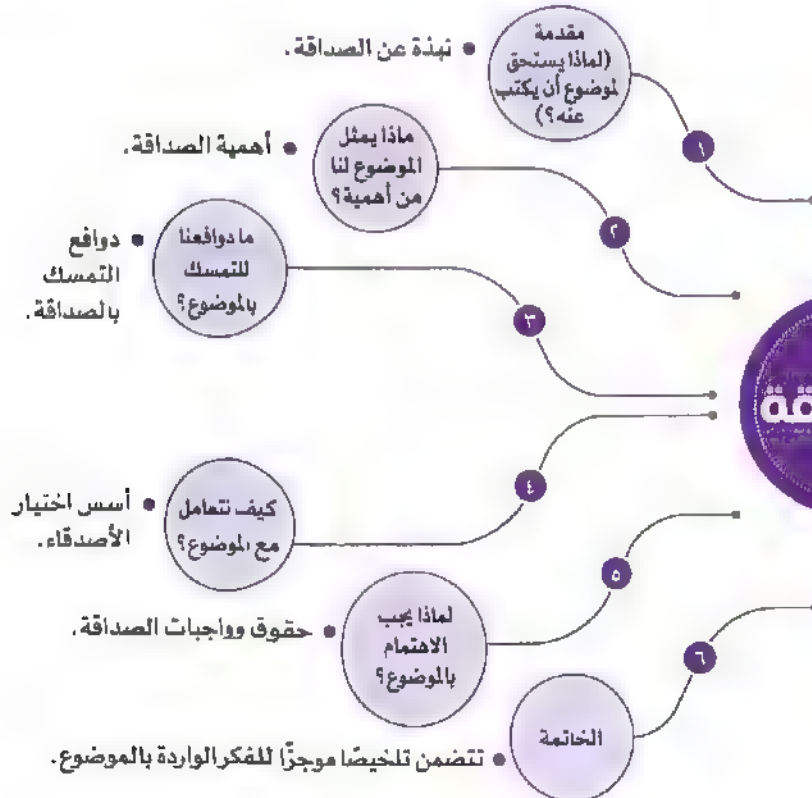 مقدمة
(لماذا يستحق
لموضوع أن يكتب
عنه؟)
• نبذة عن الصداقة.
١
ماذا يمثل
الموضوع لنا
من أهمية؟
• أهمية الصداقة.
٢
ما دوافعنا
للتمسك
بالموضوع؟
• دوافع
التمسك
بالصداقة.
٣
قة
كيف نتعامل
مع الموضوع؟
• أسس اختيار
الأصدقاء.
٤
لماذا يجب
الاهتمام
بالموضوع؟
• حقوق وواجبات الصداقة.
٥
الخاتمة
• تتضمن تلخيصًا موجزًا للفكر الواردة بالموضوع.
٦